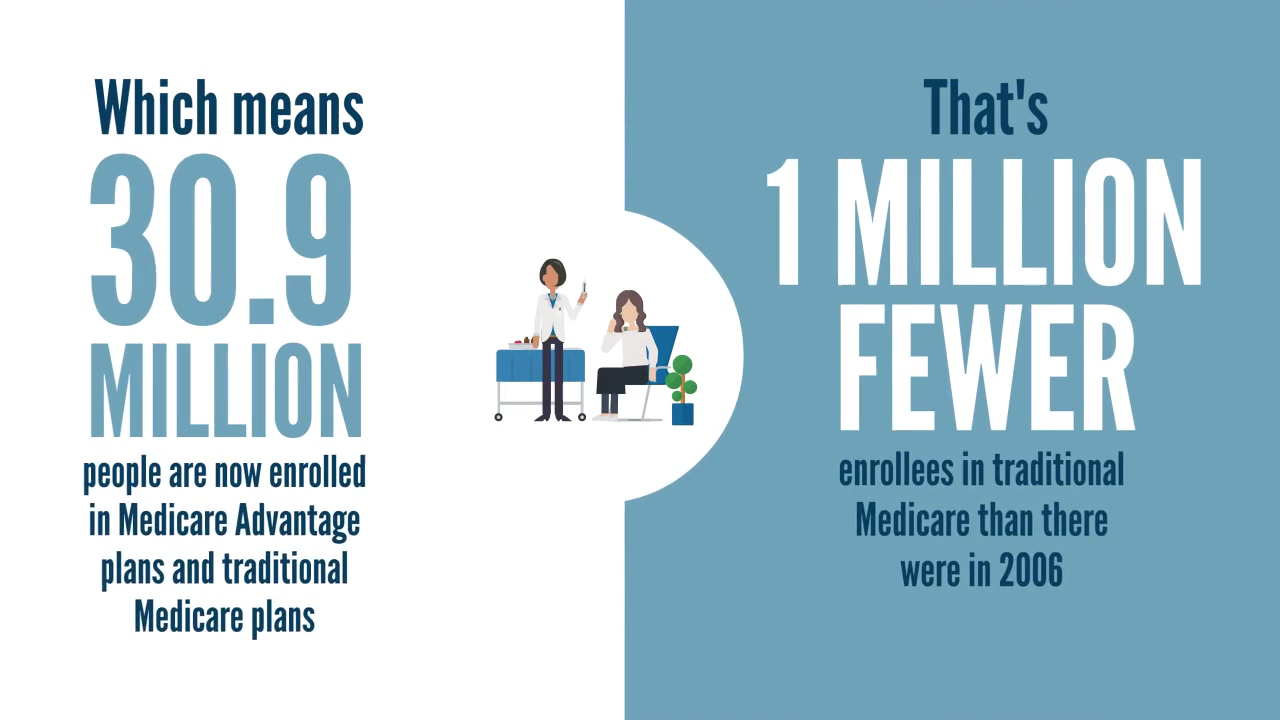 Which means
30.9
MILLION
people are now enrolled
in Medicare Advantage
plans and traditional
Medicare plans
That's
1 MILLION
FEWER
enrollees in traditional
Medicare than there
were in 2006